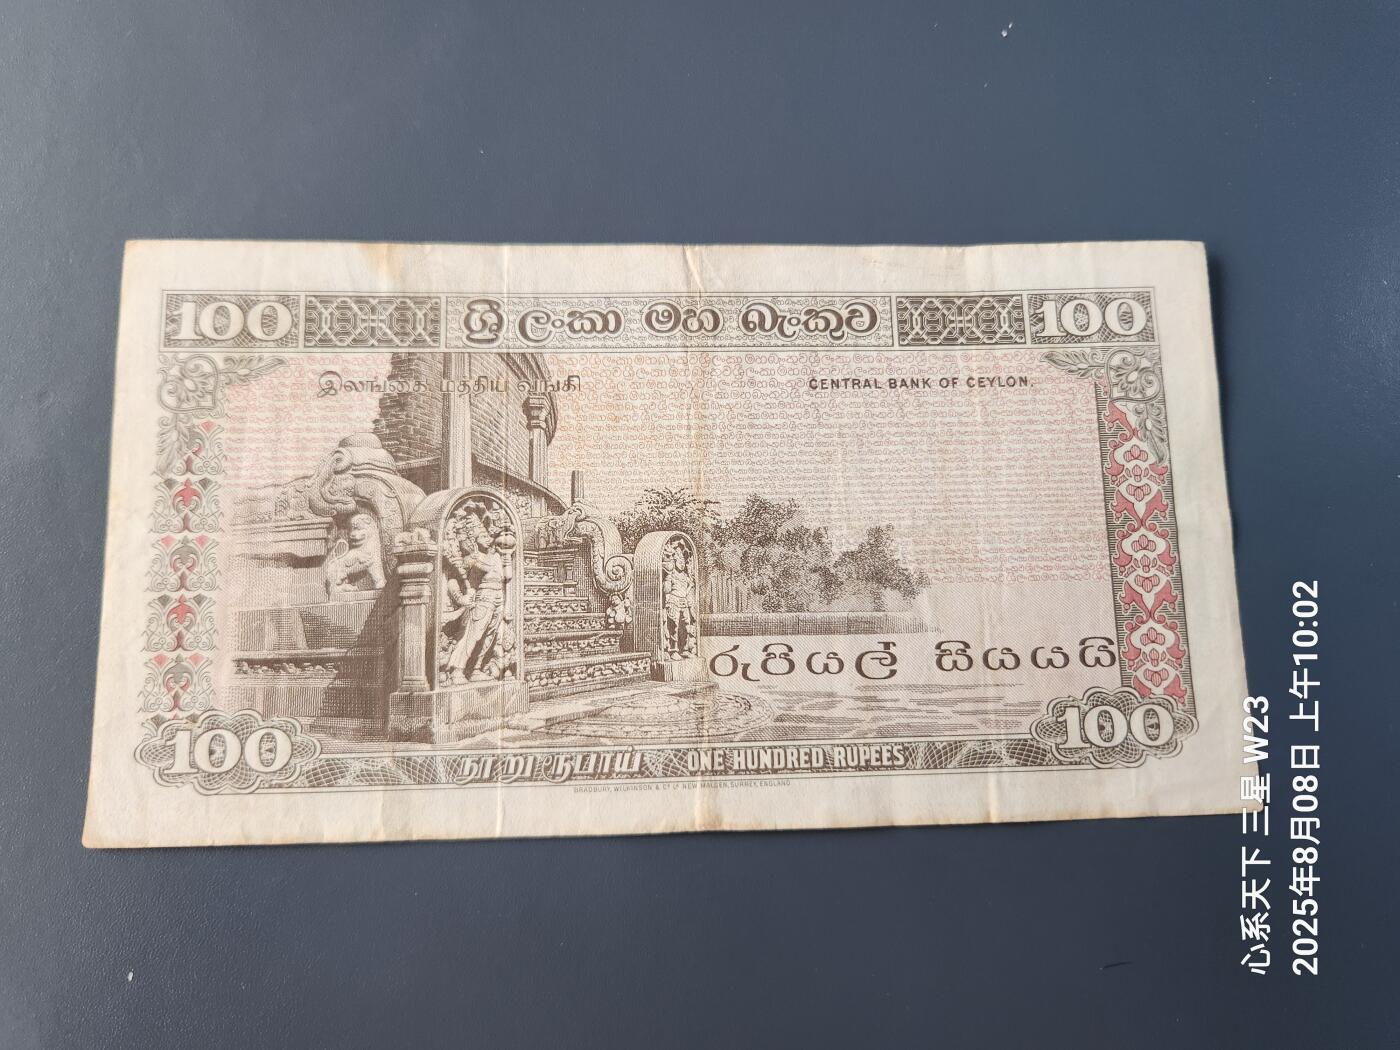 100 ශ්‍රී ලංකා මහ බැංකුව 100
இலங்கை மத்திய வங்கி
CENTRAL BANK OF CEYLON.
රුපියල් සියයයි
100 நூறு ரூபாய் ONE HUNDRED RUPEES 100
BRADBURY, WILKINSON & Cº Lº NEW MALDEN, SURREY, ENGLAND
心系天下 三星 W23
2025年8月08日 上午10:02